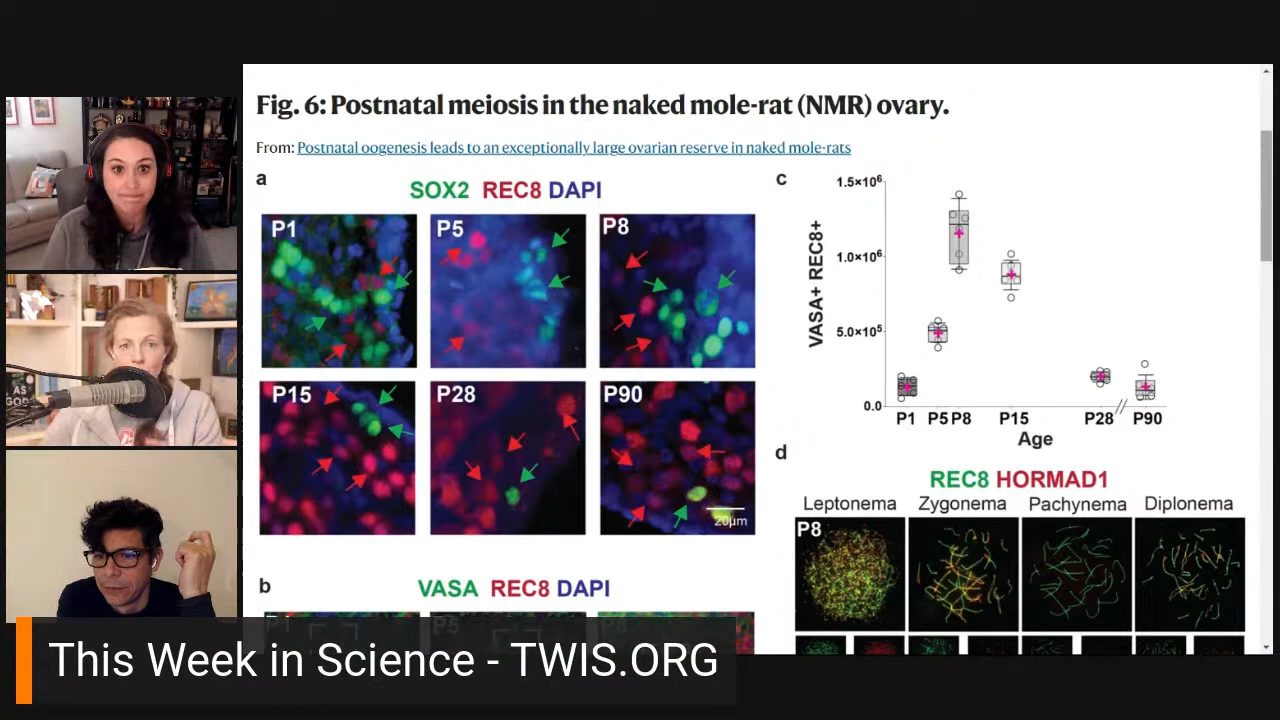 Fig. 6: Postnatal meiosis in the naked mole-rat (NMR) ovary.
From: Postnatal oogenesis leads to an exceptionally large ovarian reserve in naked mole-rats
a
SOX2 REC8 DAPI
P1
P5
P8
P15
P28
P90
20μm
b
VASA REC8 DAPI
P1
P5
P8
c
VASA+ REC8+
1.5×10⁶
1.0×10⁶
5.0×10⁵
0.0
P1 P5 P8 P15 P28 P90
Age
d
REC8 HORMAD1
Leptonema Zygonema Pachynema Diplonema
P8
This Week in Science - TWIS.ORG